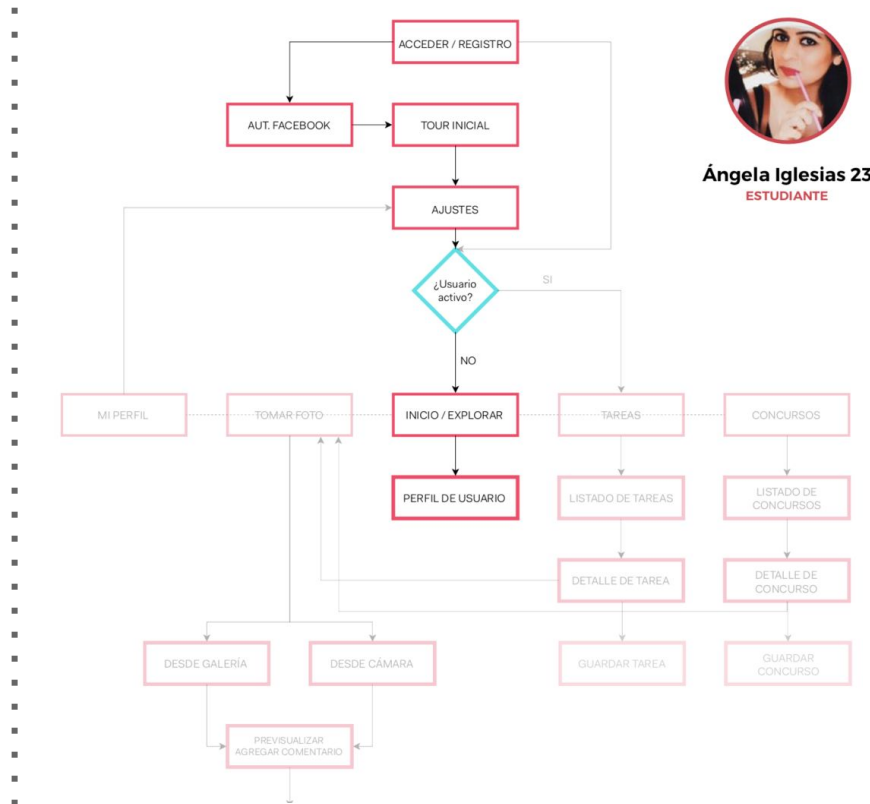 ACCEDER / REGISTRO
AUT. FACEBOOK
TOUR INICIAL
Ángela Iglesias 23
ESTUDIANTE
AJUSTES
¿Usuario
activo?
SI
NO
MI PERFIL
TOMAR FOTO
INICIO / EXPLORAR
TAREAS
CONCURSOS
PERFIL DE USUARIO
LISTADO DE TAREAS
LISTADO DE
CONCURSOS
DETALLE DE TAREA
DETALLE DE
CONCURSO
DESDE GALERÍA
DESDE CÁMARA
GUARDAR TAREA
GUARDAR
CONCURSO
PREVISUALIZAR
AGREGAR COMENTARIO